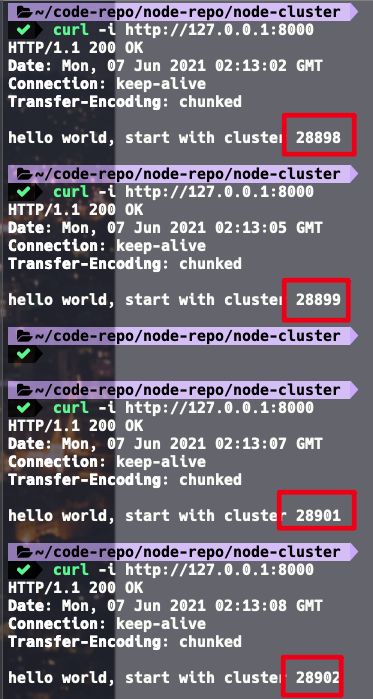 ~/code-repo/node-repo/node-cluster
curl -i http://127.0.0.1:8000
HTTP/1.1 200 OK
Date: Mon, 07 Jun 2021 02:13:02 GMT
Connection: keep-alive
Transfer-Encoding: chunked
hello world, start with cluster 28898
~/code-repo/node-repo/node-cluster
curl -i http://127.0.0.1:8000
HTTP/1.1 200 OK
Date: Mon, 07 Jun 2021 02:13:05 GMT
Connection: keep-alive
Transfer-Encoding: chunked
hello world, start with cluster 28899
~/code-repo/node-repo/node-cluster
~/code-repo/node-repo/node-cluster
curl -i http://127.0.0.1:8000
HTTP/1.1 200 OK
Date: Mon, 07 Jun 2021 02:13:07 GMT
Connection: keep-alive
Transfer-Encoding: chunked
hello world, start with cluster 28901
~/code-repo/node-repo/node-cluster
curl -i http://127.0.0.1:8000
HTTP/1.1 200 OK
Date: Mon, 07 Jun 2021 02:13:08 GMT
Connection: keep-alive
Transfer-Encoding: chunked
hello world, start with cluster 28902